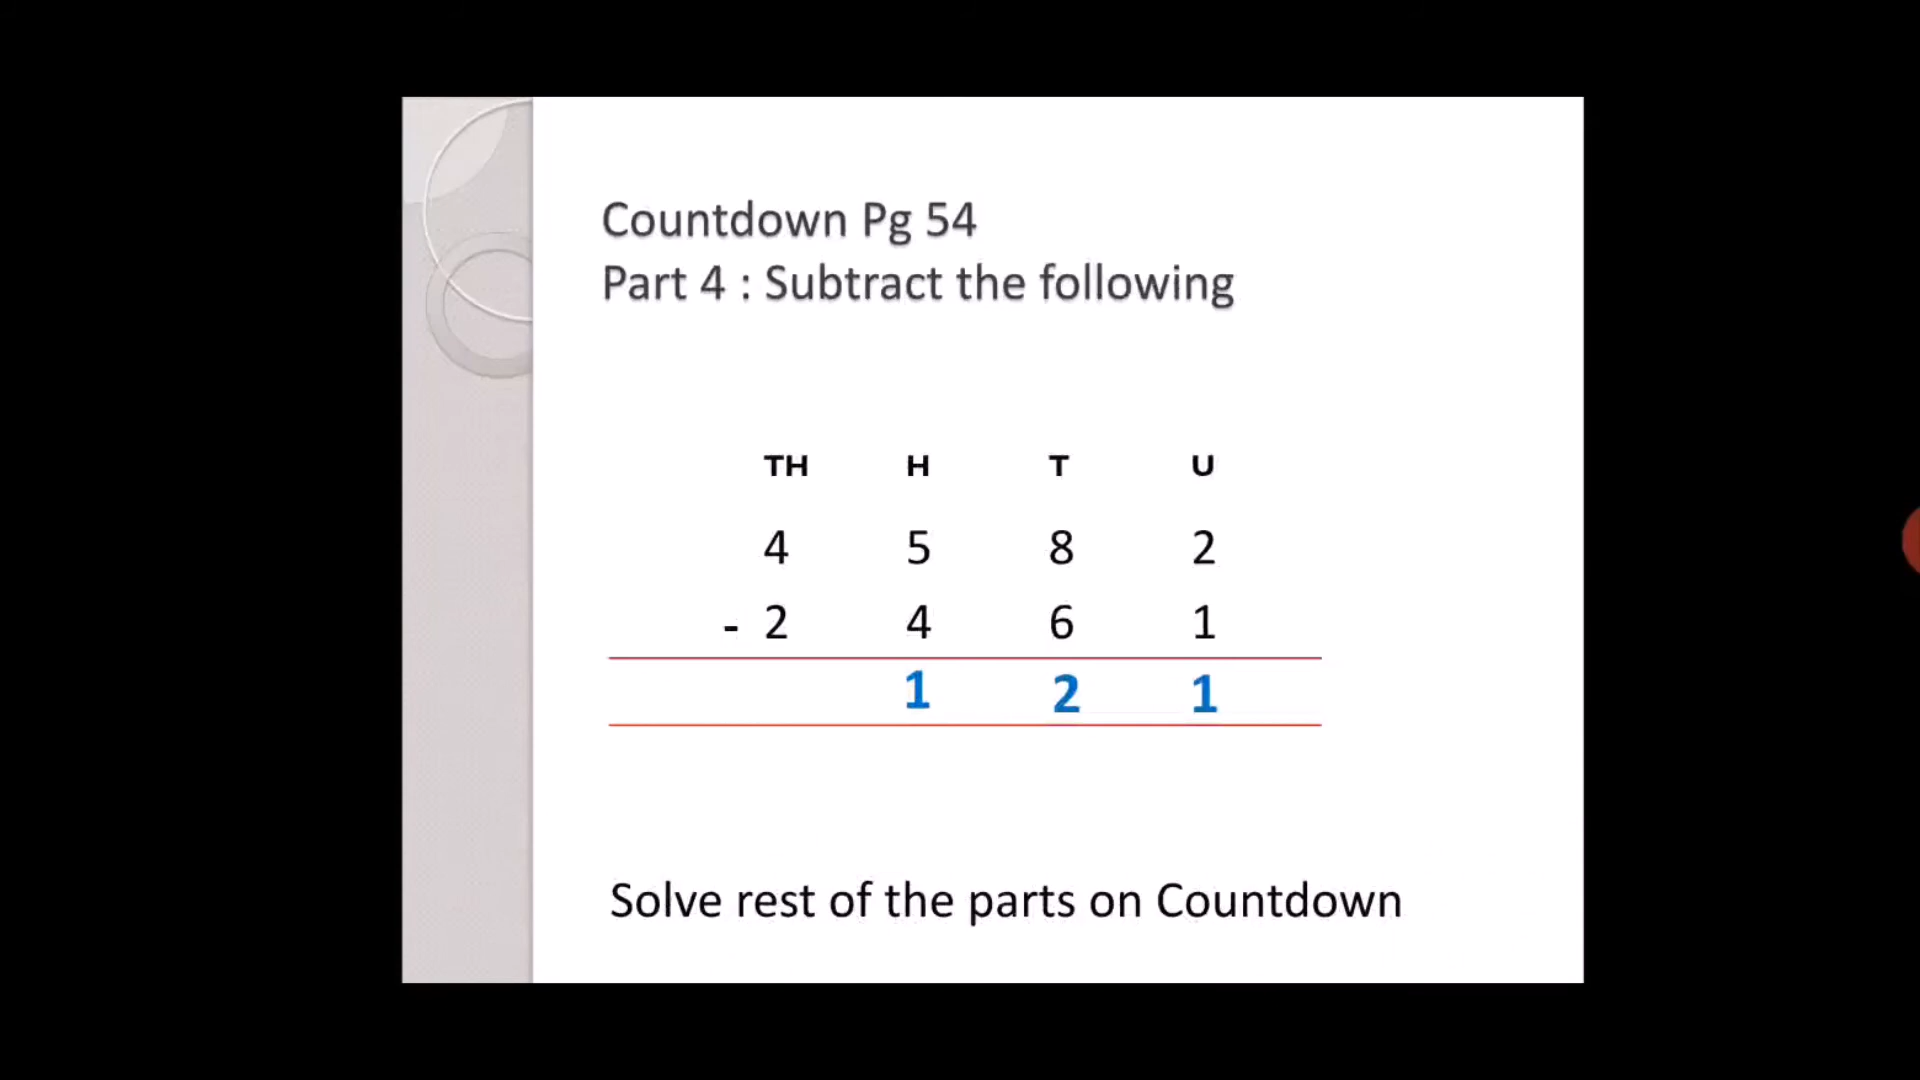 Countdown Pg 54
Part 4 : Subtract the following
TH H T U
4 5 8 2
- 2 4 6 1
1 2 1
Solve rest of the parts on Countdown